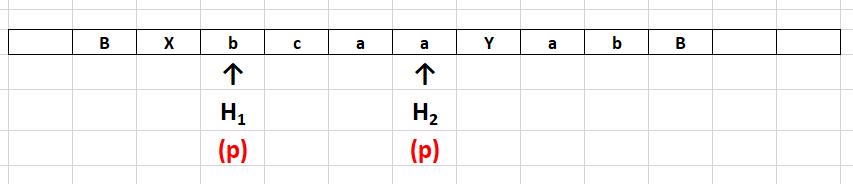 B X b c a a Y a b B
↑ ↑
H₁ H₂
(p) (p)